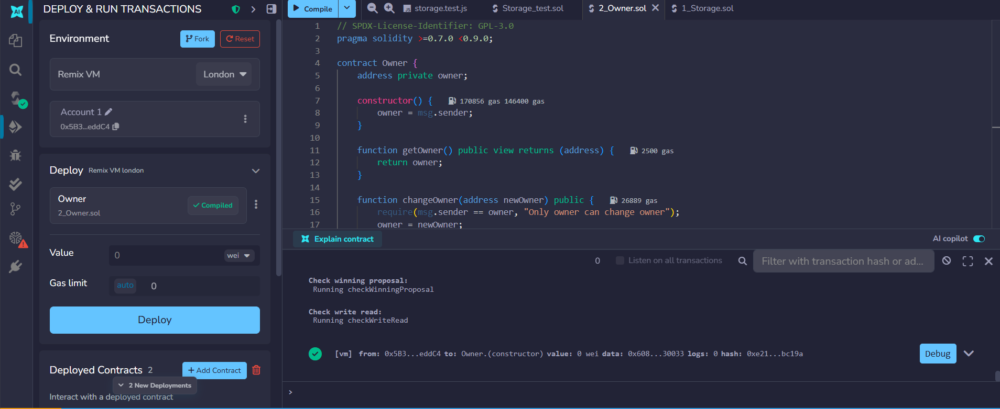 AI
DEPLOY & RUN TRANSACTIONS
Environment
Fork
Reset
Remix VM
London
Account 1
0x5B3...eddC4
Deploy
Remix VM london
Owner
2_Owner.sol
Compiled
Value
0
wei
Gas limit
auto
0
Deploy
Deployed Contracts 2
+ Add Contract
2 New Deployments
Interact with a deployed contract
Compile
JS storage.test.js
Storage_test.sol
2_Owner.sol
1_Storage.sol
1 // SPDX-License-Identifier: GPL-3.0
2 pragma solidity >=0.7.0 <0.9.0;
3
4 contract Owner {
5 address private owner;
6
7 constructor() { 170856 gas 146400 gas
8 owner = msg.sender;
9 }
10
11 function getOwner() public view returns (address) { 2500 gas
12 return owner;
13 }
14
15 function changeOwner(address newOwner) public { 26889 gas
16 require(msg.sender == owner, "Only owner can change owner");
17 owner = newOwner;
Explain contract
AI copilot
0
Listen on all transactions
Filter with transaction hash or ad...
Check winning proposal:
Running checkWinningProposal
Check write read:
Running checkWriteRead
[vm] from: 0x5B3...eddC4 to: Owner.(constructor) value: 0 wei data: 0x608...30033 logs: 0 hash: 0xe21...bc19a
Debug
>